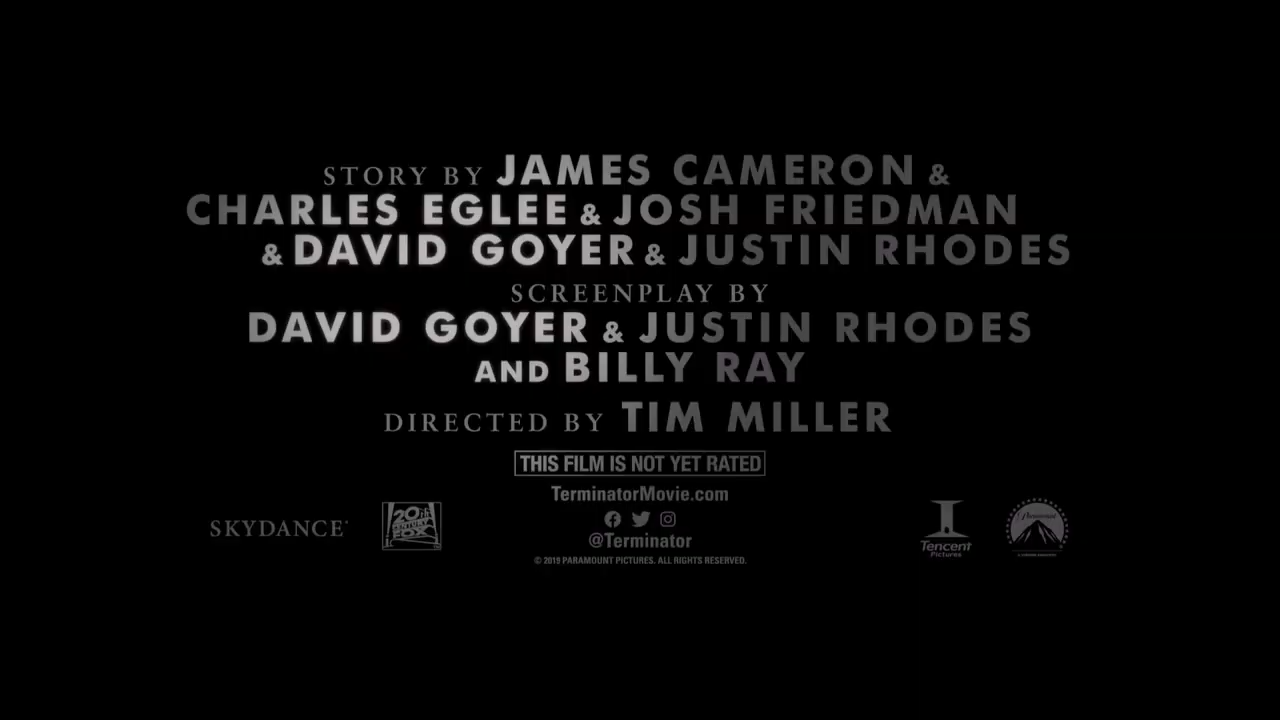 STORY BY JAMES CAMERON &
CHARLES EGLEE & JOSH FRIEDMAN
& DAVID GOYER & JUSTIN RHODES
SCREENPLAY BY
DAVID GOYER & JUSTIN RHODES
AND BILLY RAY
DIRECTED BY TIM MILLER
THIS FILM IS NOT YET RATED
TerminatorMovie.com
@Terminator
© 2019 PARAMOUNT PICTURES. ALL RIGHTS RESERVED.
SKYDANCE
20th
CENTURY
FOX
Tencent
Pictures
Paramount